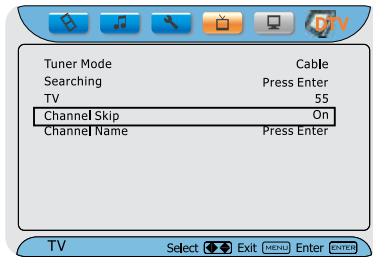 DTV
Tuner Mode Cable
Searching Press Enter
TV 55
Channel Skip On
Channel Name Press Enter
TV Select Exit MENU Enter ENTER